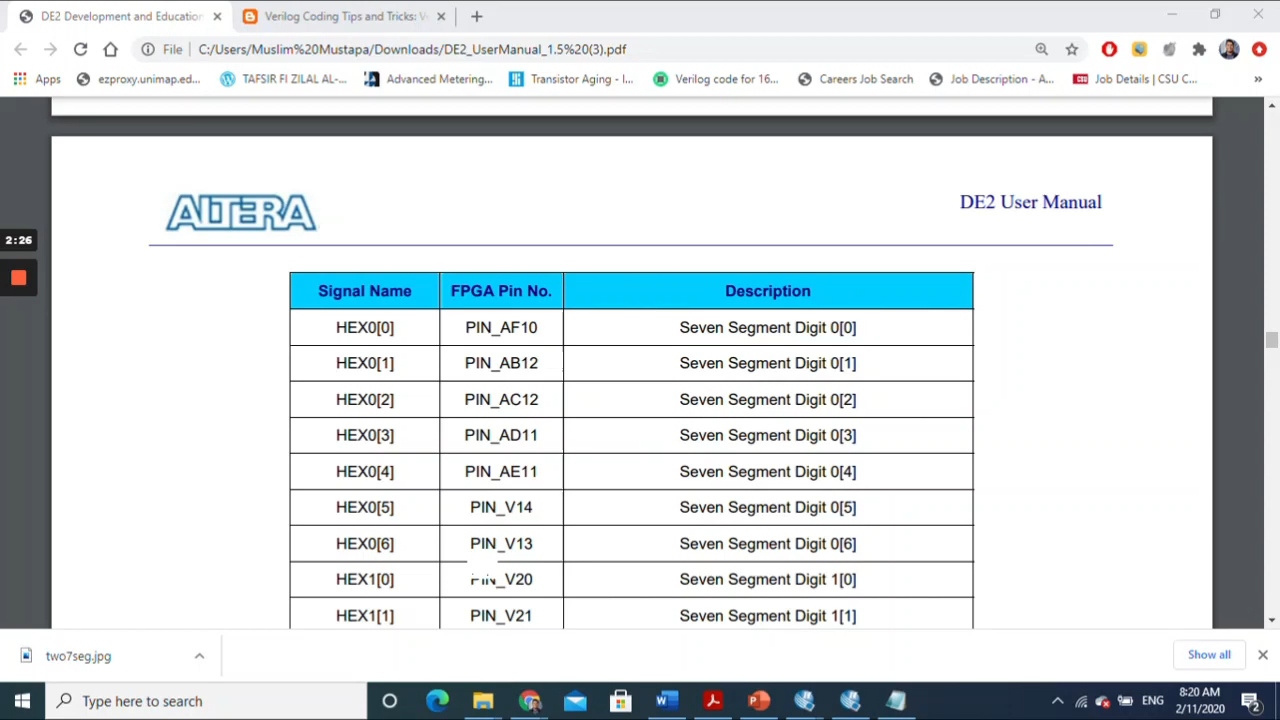 DE2 Development and Education
Verilog Coding Tips and Tricks: V
File C:/Users/Muslim%20Mustapa/Downloads/DE2_UserManual_1.5%20(3).pdf
Apps ezproxy.unimap.ed... TAFSIR FI ZILAL AL-... Advanced Metering... Transistor Aging - I... Verilog code for 16... Careers Job Search Job Description - A... CSU Job Details | CSU C... »
ALTERA
DE2 User Manual
2:26
Signal Name FPGA Pin No. Description
HEX0[0] PIN_AF10 Seven Segment Digit 0[0]
HEX0[1] PIN_AB12 Seven Segment Digit 0[1]
HEX0[2] PIN_AC12 Seven Segment Digit 0[2]
HEX0[3] PIN_AD11 Seven Segment Digit 0[3]
HEX0[4] PIN_AE11 Seven Segment Digit 0[4]
HEX0[5] PIN_V14 Seven Segment Digit 0[5]
HEX0[6] PIN_V13 Seven Segment Digit 0[6]
HEX1[0] PIN_V20 Seven Segment Digit 1[0]
HEX1[1] PIN_V21 Seven Segment Digit 1[1]
two7seg.jpg
Show all
Type here to search
ENG
8:20 AM
2/11/2020
2